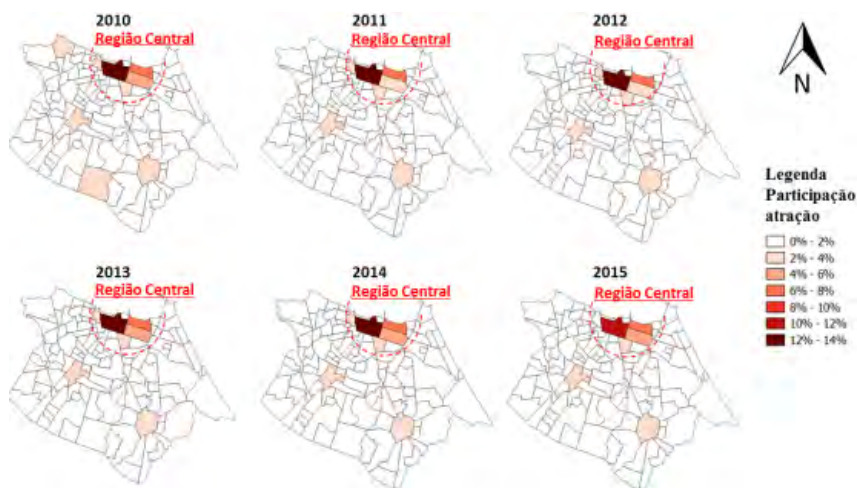 2010
Região Central
2011
Região Central
2012
Região Central
N
2013
Região Central
2014
Região Central
2015
Região Central
Legenda
Participação
atração
0% - 2%
2% - 4%
4% - 6%
6% - 8%
8% - 10%
10% - 12%
12% - 14%